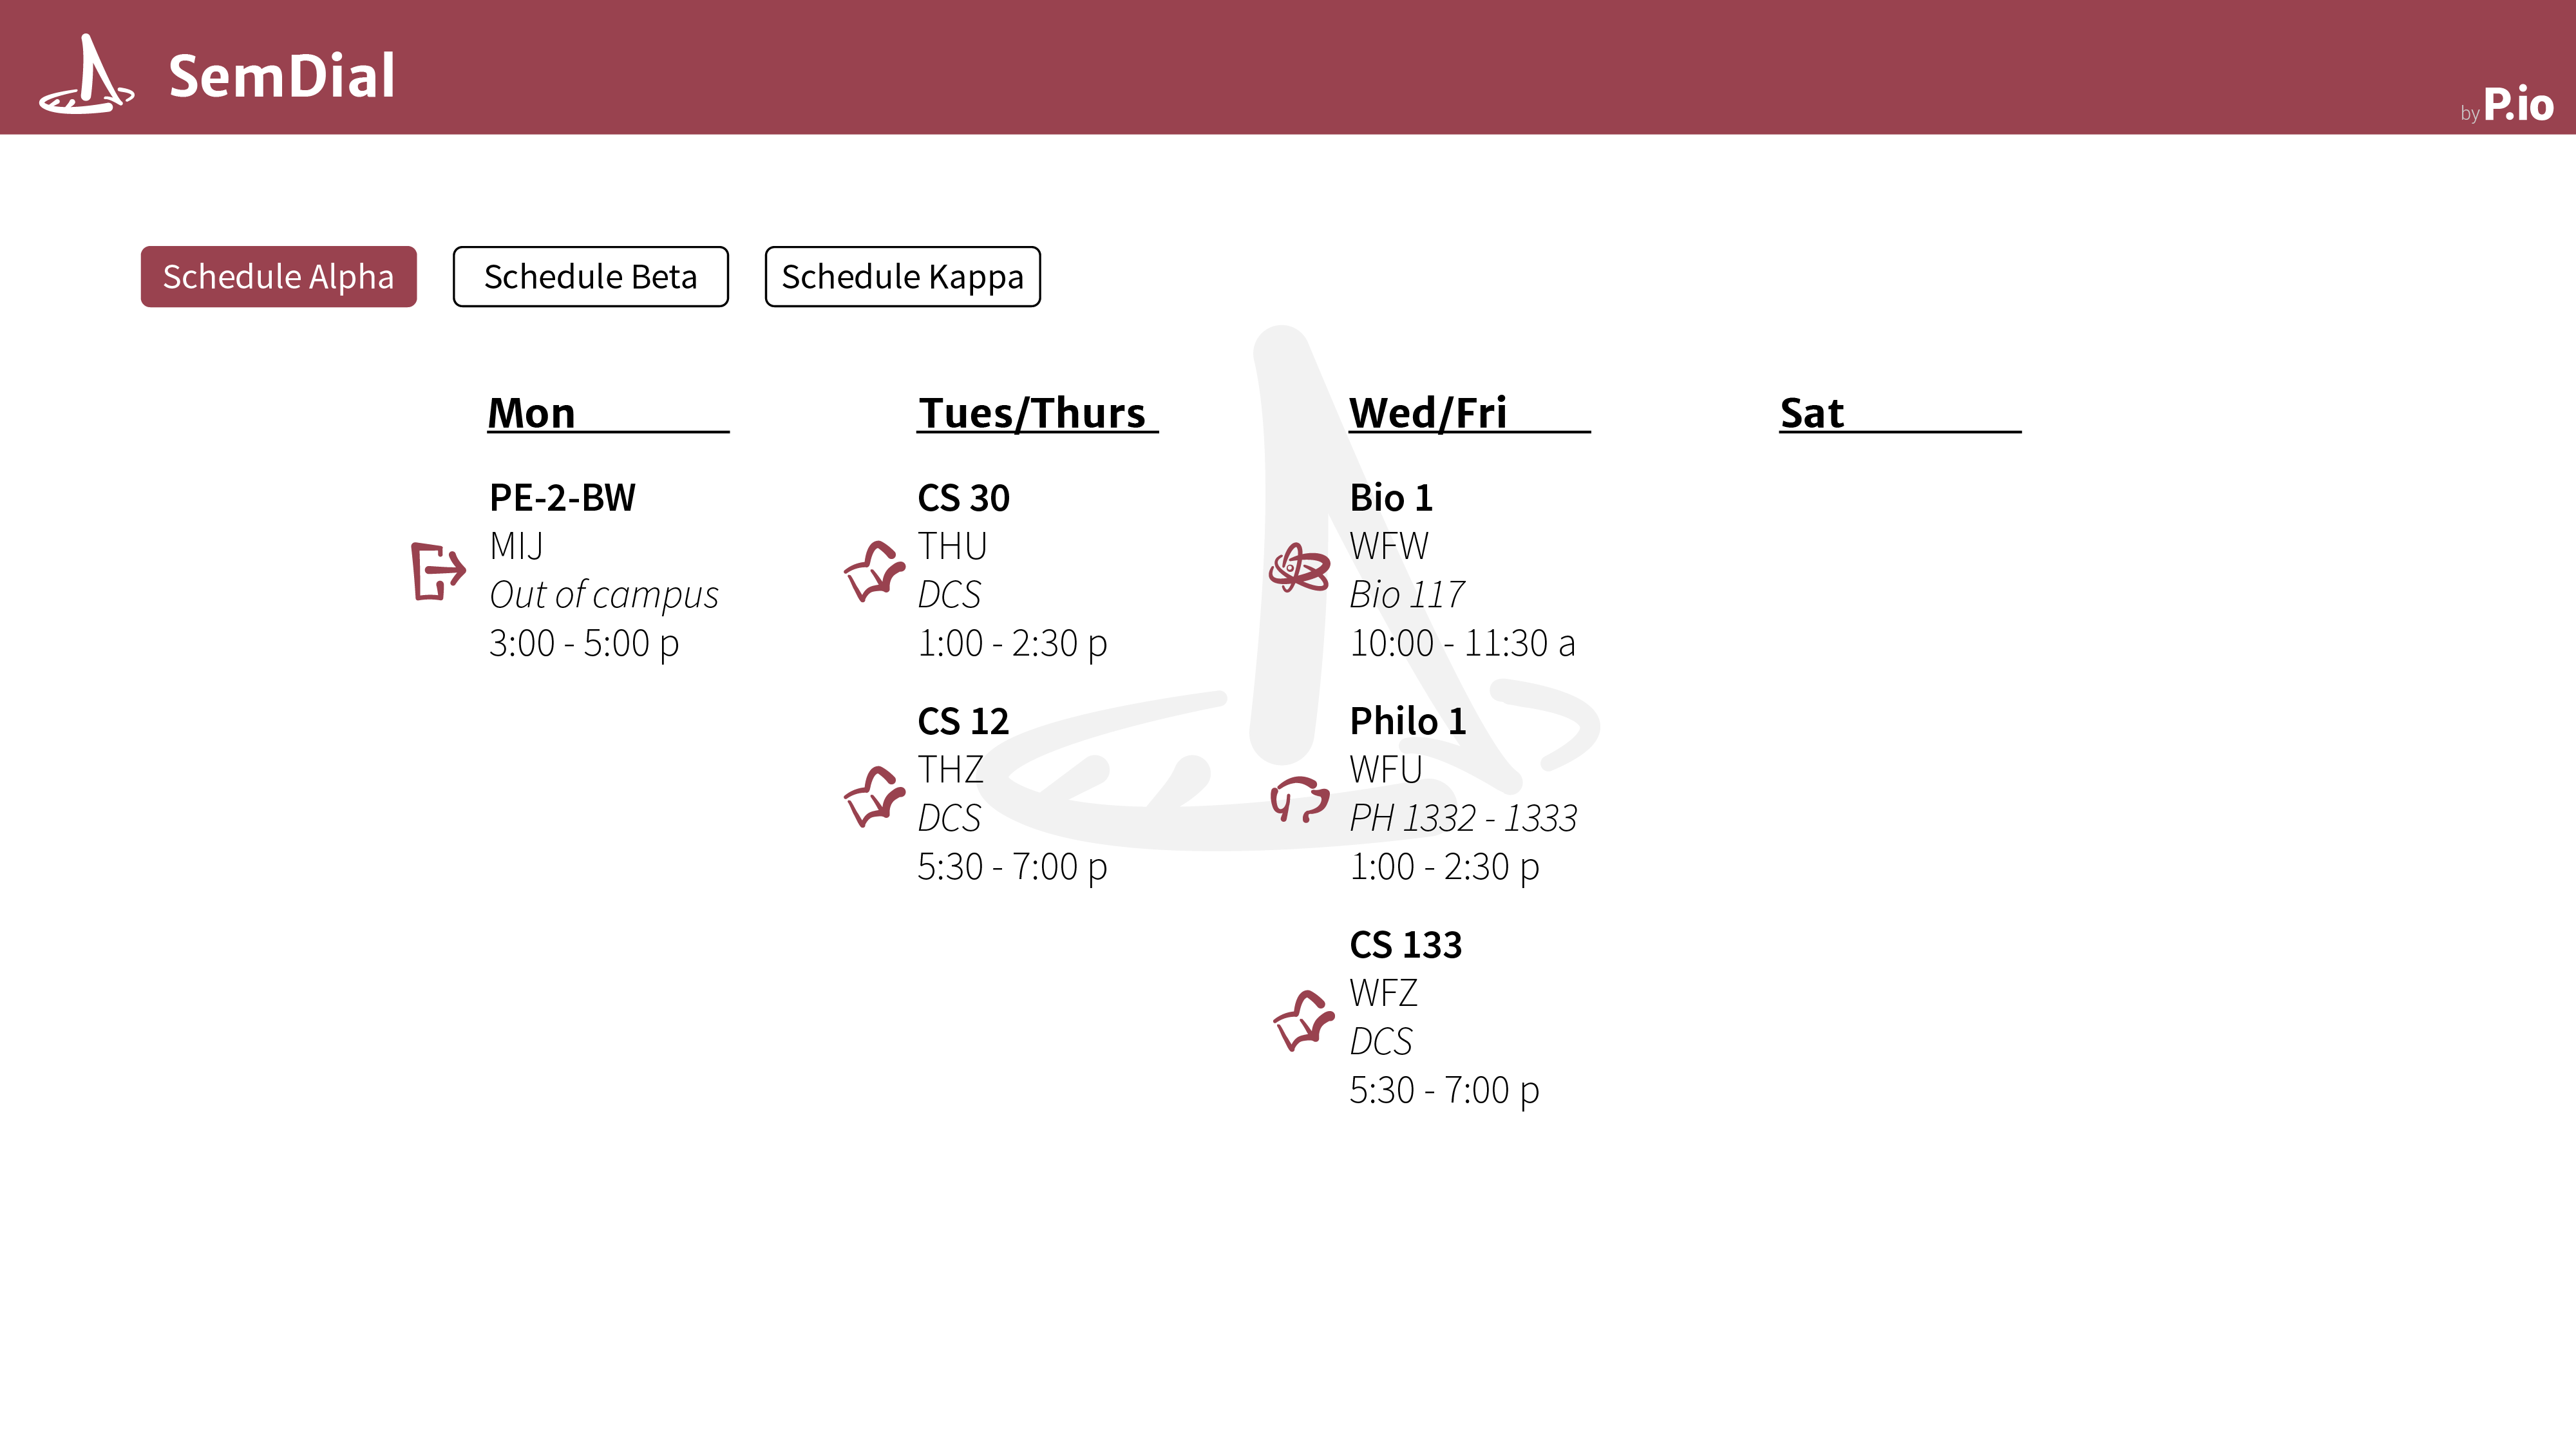 SemDial
by P.io
Schedule Alpha
Schedule Beta
Schedule Kappa
Mon
PE-2-BW
MIJ
Out of campus
3:00 - 5:00 p
Tues/Thurs
CS 30
THU
DCS
1:00 - 2:30 p
CS 12
THZ
DCS
5:30 - 7:00 p
Wed/Fri
Bio 1
WFW
Bio 117
10:00 - 11:30 a
Philo 1
WFU
PH 1332 - 1333
1:00 - 2:30 p
CS 133
WFZ
DCS
5:30 - 7:00 p
Sat